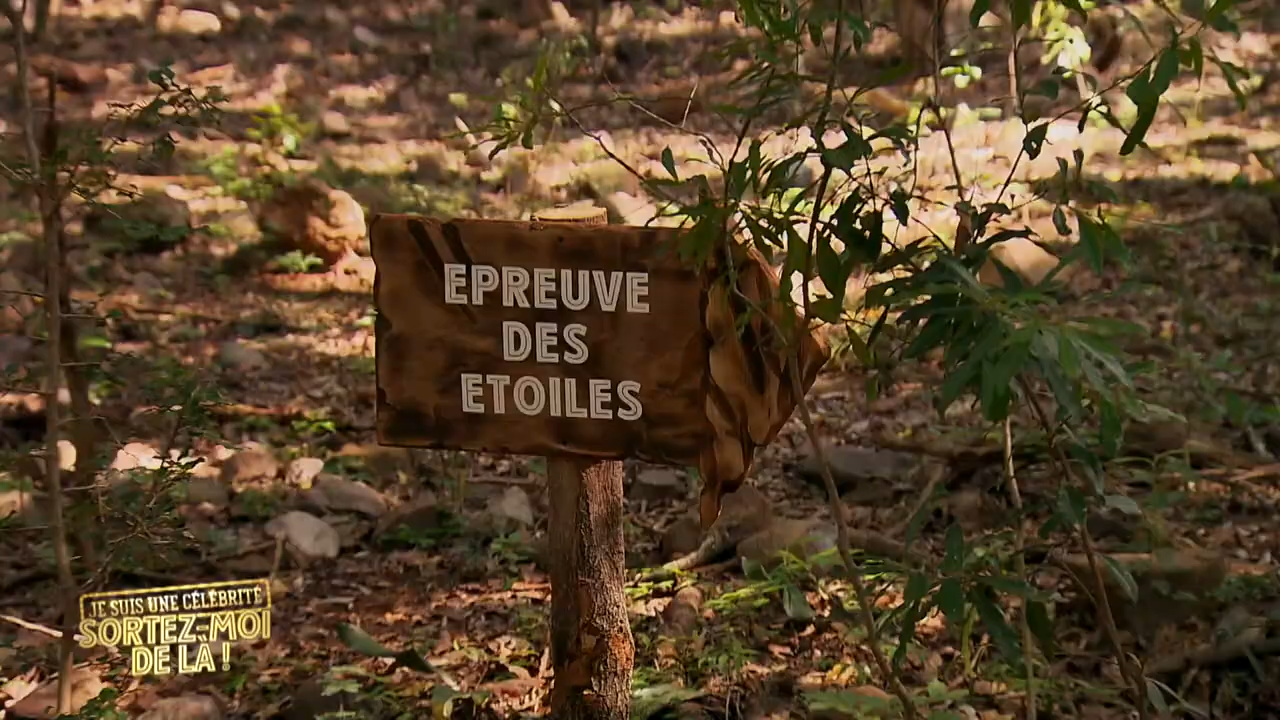 EPREUVE
DES
ETOILES
JE SUIS UNE CÉLÉBRITÉ
SORTEZ-MOI
DE LÀ !